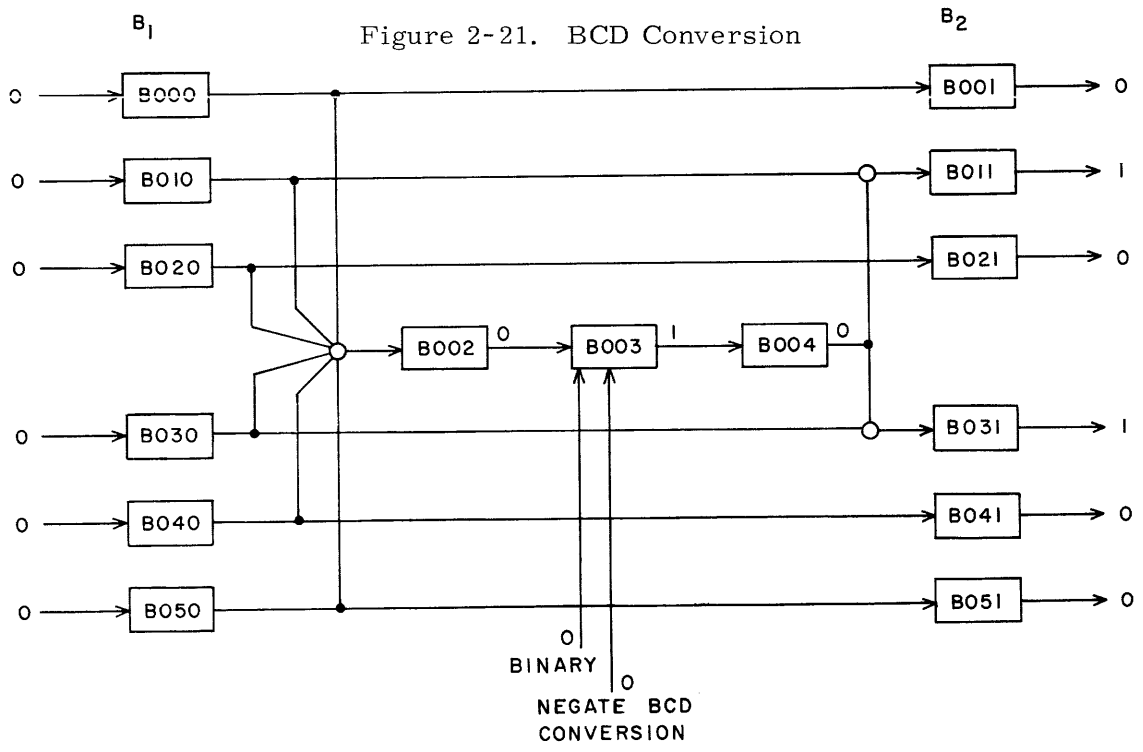 B1 B2
Figure 2-21. BCD Conversion
0 B000 B001 0
0 B010 B011 1
0 B020 B021 0
B002 0 B003 1 B004 0
0 B030 B031 1
0 B040 B041 0
0 B050 B051 0
0
BINARY
0
NEGATE BCD
CONVERSION